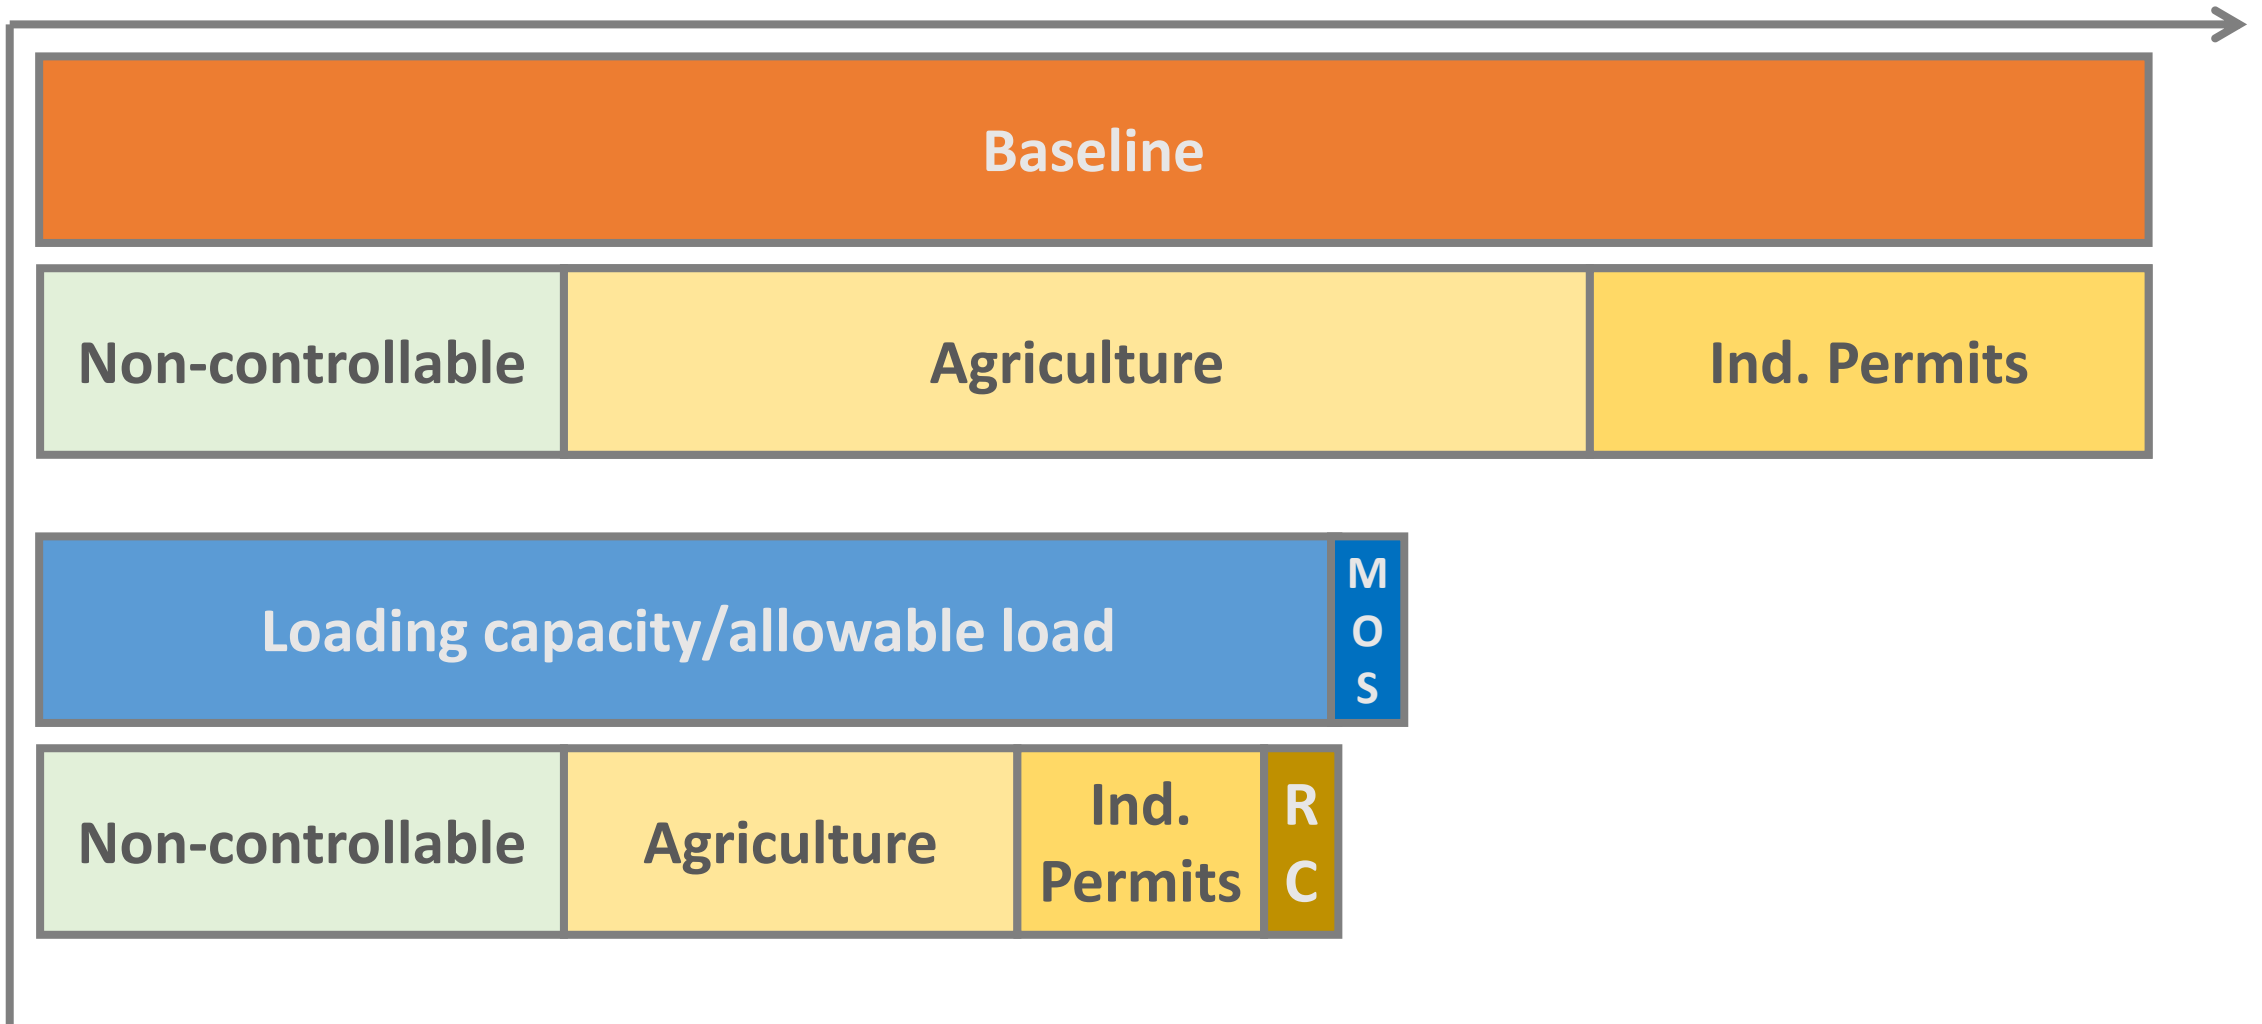 Baseline
Non-controllable
Agriculture
Ind. Permits
Loading capacity/allowable load
M
O
S
Non-controllable
Agriculture
Ind.
Permits
R
C